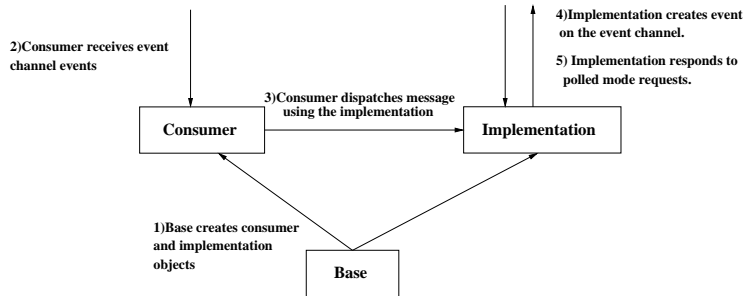 4)Implementation creates event
on the event channel.
2)Consumer receives event
channel events
5) Implementation responds to
polled mode requests.
3)Consumer dispatches message
using the implementation
Consumer
Implementation
1)Base creates consumer
and implementation
objects
Base